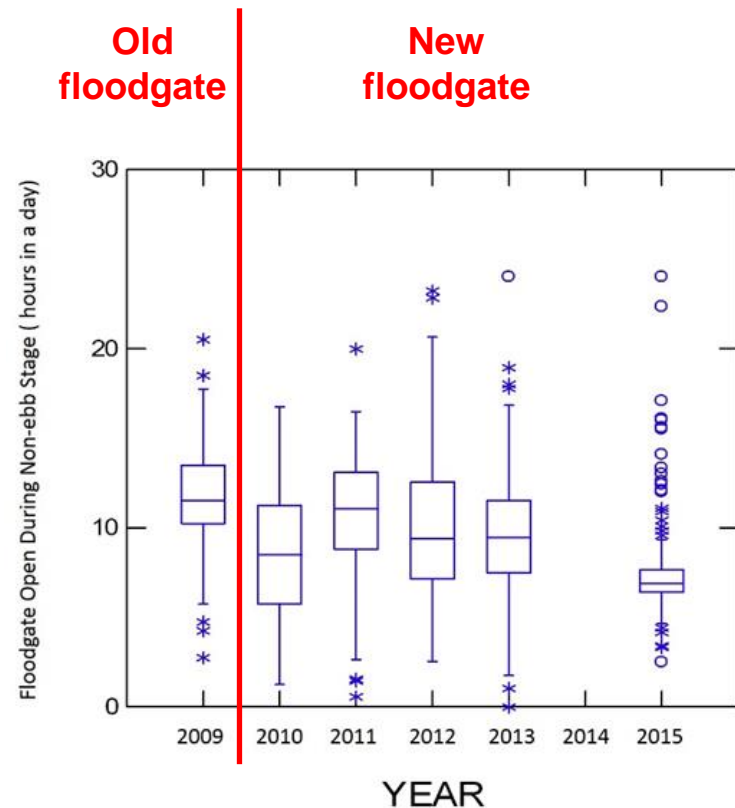 Old
floodgate
New
floodgate
Floodgate Open During Non-ebb Stage ( hours in a day)
30
20
10
0
2009 2010 2011 2012 2013 2014 2015
YEAR